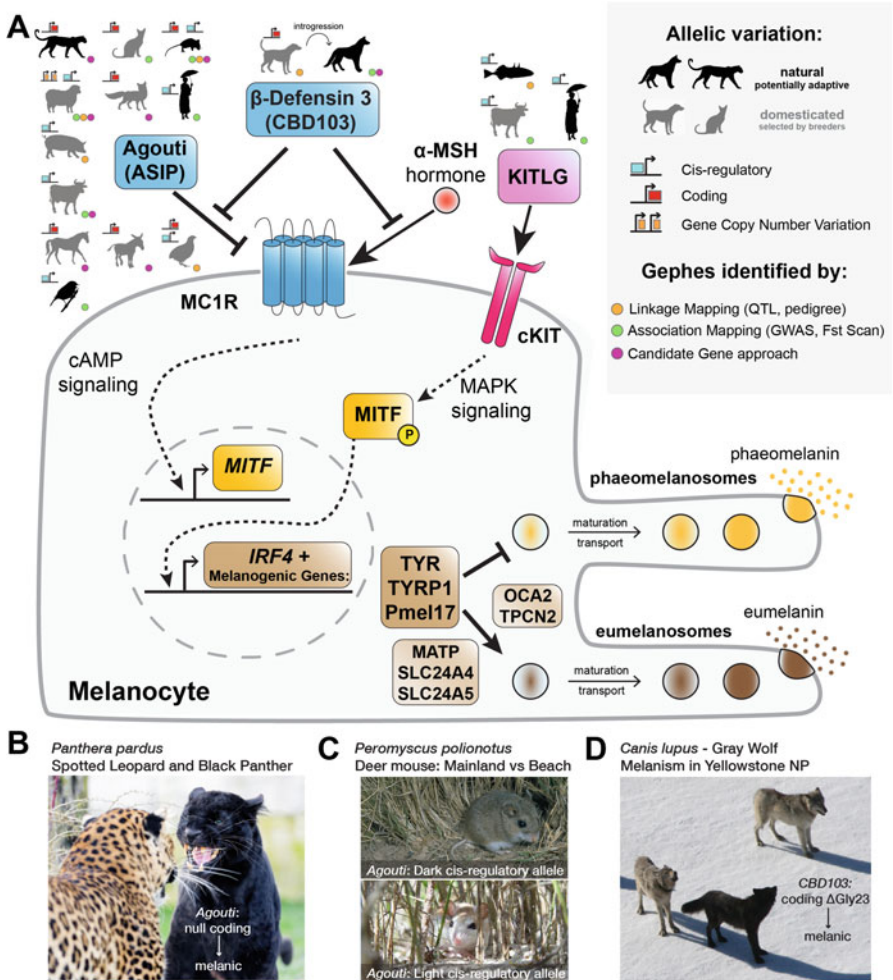 A
introgression
β-Defensin 3
(CBD103)
Agouti
(ASIP)
α-MSH
hormone
KITLG
MC1R
cKIT
cAMP
signaling
MAPK
signaling
MITF
P
MITF
IRF4 +
Melanogenic Genes:
TYR
TYRP1
Pmel17
OCA2
TPCN2
MATP
SLC24A4
SLC24A5
phaeomelanin
phaeomelanosomes
maturation
transport
eumelanin
eumelanosomes
maturation
transport
Melanocyte
Allelic variation:
natural
potentially adaptive
domesticated
selected by breeders
Cis-regulatory
Coding
Gene Copy Number Variation
Gephes identified by:
Linkage Mapping (QTL, pedigree)
Association Mapping (GWAS, Fst Scan)
Candidate Gene approach
B
Panthera pardus
Spotted Leopard and Black Panther
Agouti:
null coding
melanic
C
Peromyscus polionotus
Deer mouse: Mainland vs Beach
Agouti: Dark cis-regulatory allele
Agouti: Light cis-regulatory allele
D
Canis lupus - Gray Wolf
Melanism in Yellowstone NP
CBD103:
coding ΔGly23
melanic